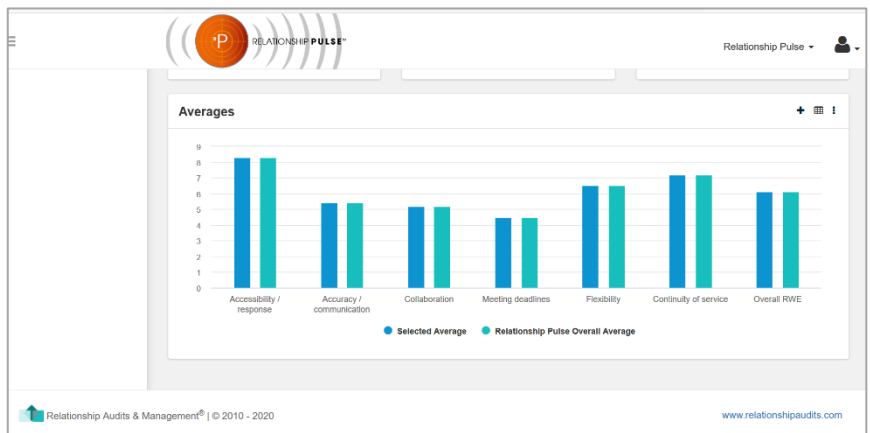 P RELATIONSHIP PULSE™
Relationship Pulse
Averages
9
8
7
6
5
4
3
2
1
0
Accessibility /
response
Accuracy /
communication
Collaboration
Meeting deadlines
Flexibility
Continuity of service
Overall RWE
Selected Average
Relationship Pulse Overall Average
Relationship Audits & Management® | © 2010 - 2020
www.relationshipaudits.com